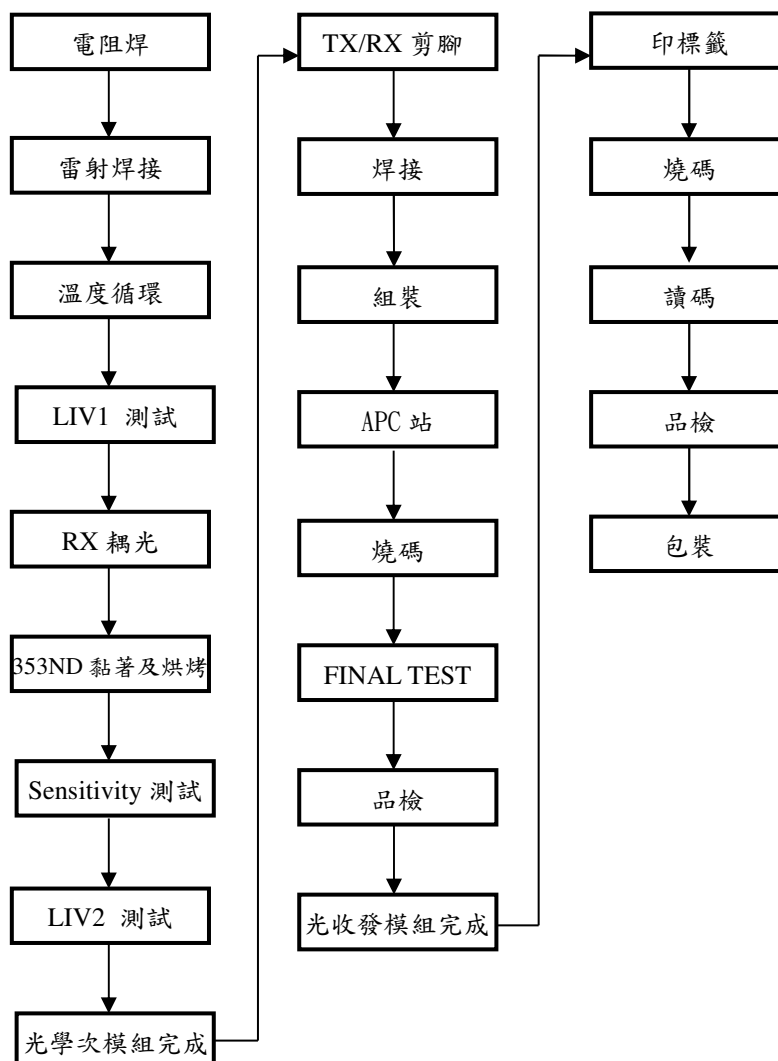 電阻焊
雷射焊接
溫度循環
LIV1 測試
RX 耦光
353ND 黏著及烘烤
Sensitivity 測試
LIV2 測試
光學次模組完成
TX/RX 剪腳
焊接
組裝
APC 站
燒碼
FINAL TEST
品檢
光收發模組完成
印標籤
燒碼
讀碼
品檢
包裝